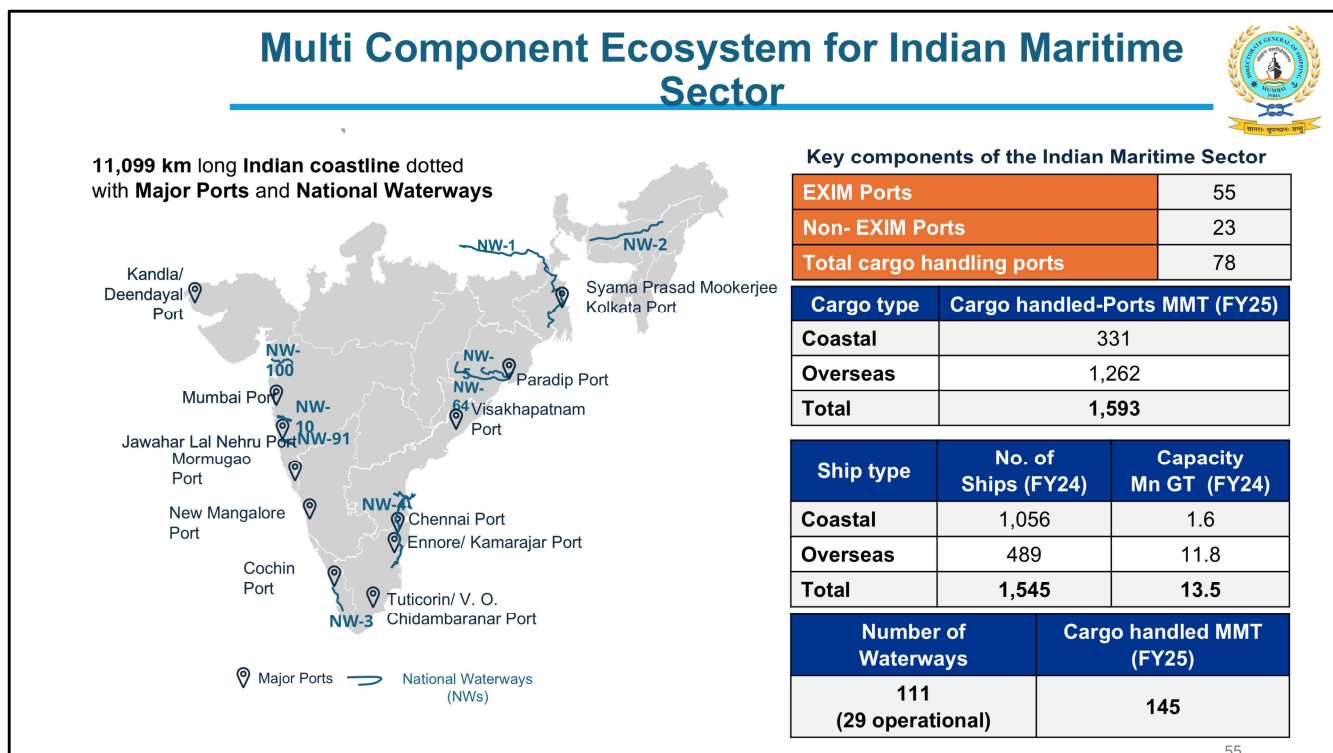 Multi Component Ecosystem for Indian Maritime
Sector
DIRECTORATE GENERAL OF SHIPPING
MUMBAI
INDIA
11,099 km long Indian coastline dotted
with Major Ports and National Waterways
NW-1
NW-2
Kandla/
Deendayal
Port
Syama Prasad Mookerjee
Kolkata Port
NW-
100
NW-
5
Paradip Port
NW-
64
Mumbai Port
Visakhapatnam
Port
NW-
10
Jawahar Lal Nehru Port
NW-91
Mormugao
Port
New Mangalore
Port
NW-4
Chennai Port
Ennore/ Kamarajar Port
Cochin
Port
Tuticorin/ V. O.
Chidambaranar Port
NW-3
Major Ports
National Waterways
(NWs)
Key components of the Indian Maritime Sector
EXIM Ports 55
Non- EXIM Ports 23
Total cargo handling ports 78
Cargo type Cargo handled-Ports MMT (FY25)
Coastal 331
Overseas 1,262
Total 1,593
Ship type No. of Ships (FY24) Capacity Mn GT (FY24)
Coastal 1,056 1.6
Overseas 489 11.8
Total 1,545 13.5
Number of Waterways Cargo handled MMT (FY25)
111 (29 operational) 145
55